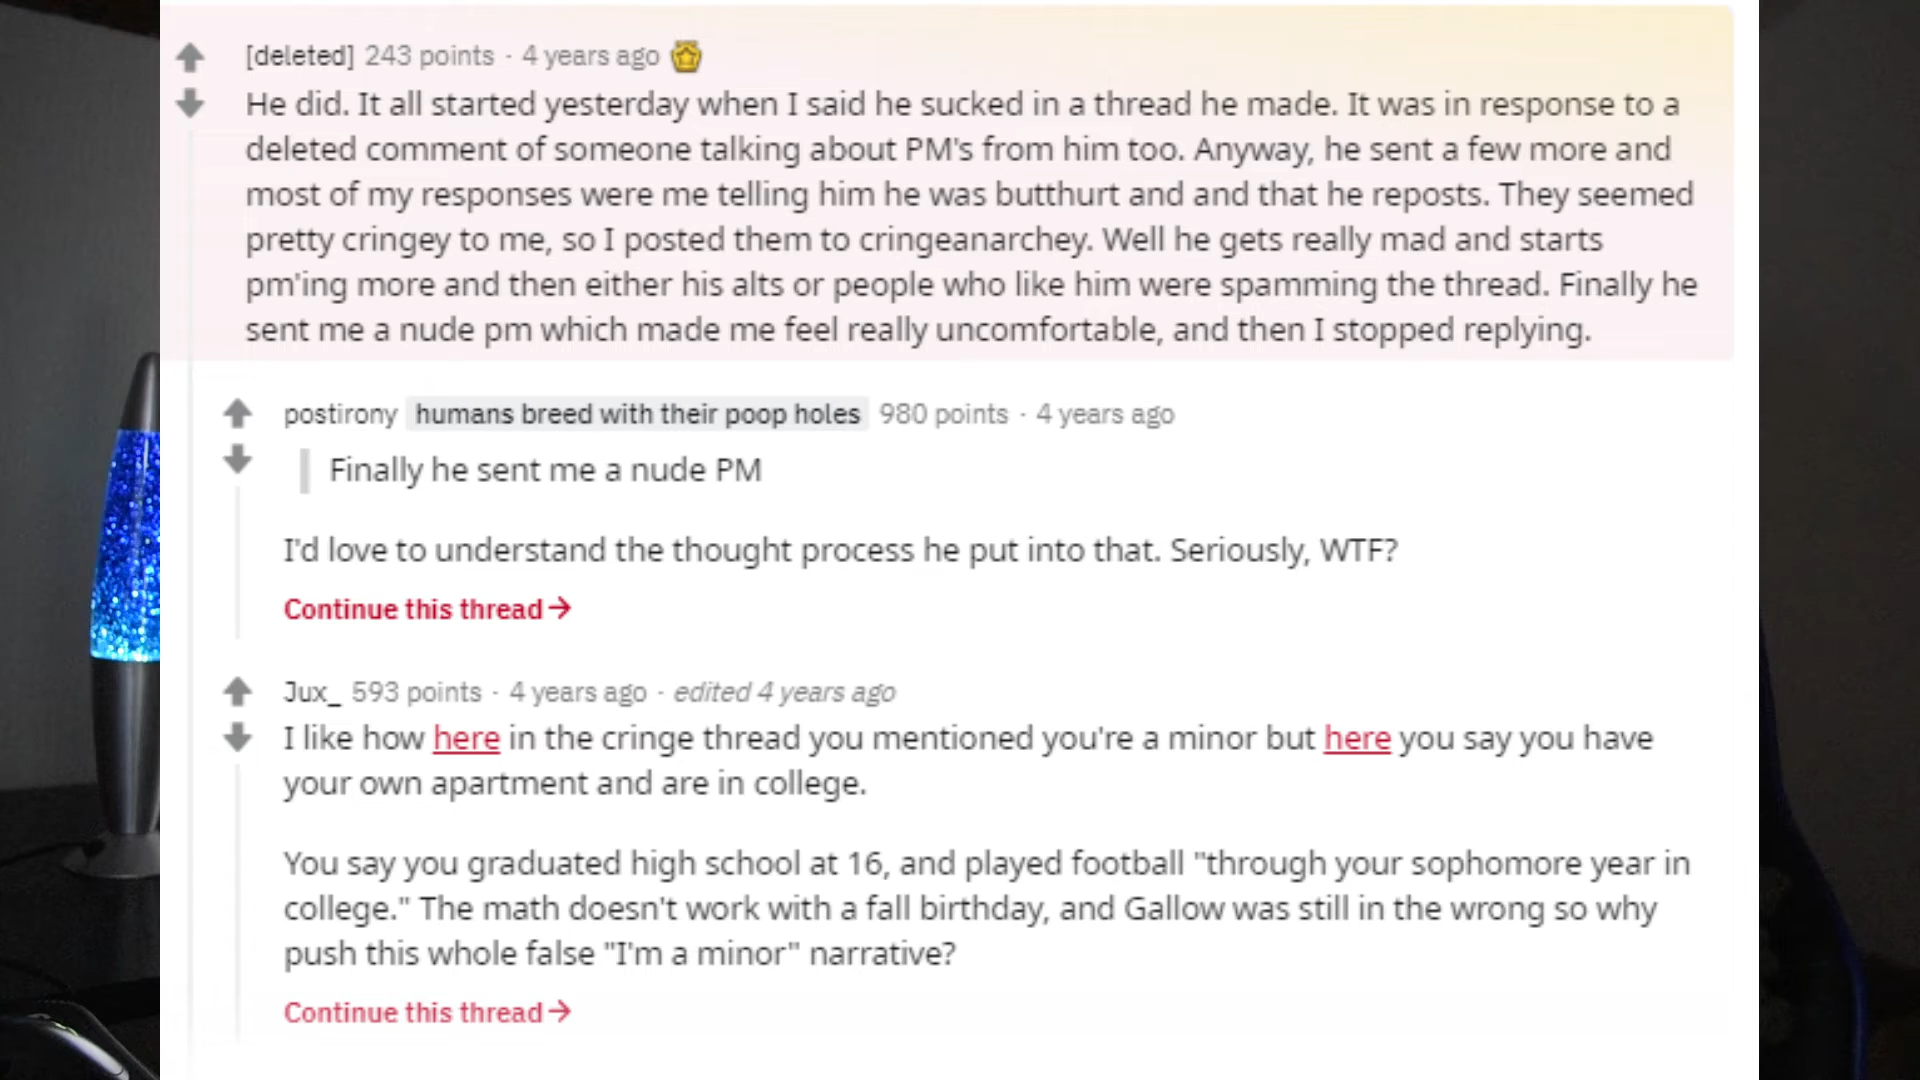 [deleted] 243 points · 4 years ago
He did. It all started yesterday when I said he sucked in a thread he made. It was in response to a
deleted comment of someone talking about PM's from him too. Anyway, he sent a few more and
most of my responses were me telling him he was butthurt and and that he reposts. They seemed
pretty cringey to me, so I posted them to cringeanarchey. Well he gets really mad and starts
pm'ing more and then either his alts or people who like him were spamming the thread. Finally he
sent me a nude pm which made me feel really uncomfortable, and then I stopped replying.
postirony humans breed with their poop holes 980 points · 4 years ago
Finally he sent me a nude PM
I'd love to understand the thought process he put into that. Seriously, WTF?
Continue this thread→
Jux_ 593 points · 4 years ago · edited 4 years ago
I like how here in the cringe thread you mentioned you're a minor but here you say you have
your own apartment and are in college.
You say you graduated high school at 16, and played football "through your sophomore year in
college." The math doesn't work with a fall birthday, and Gallow was still in the wrong so why
push this whole false "I'm a minor" narrative?
Continue this thread→